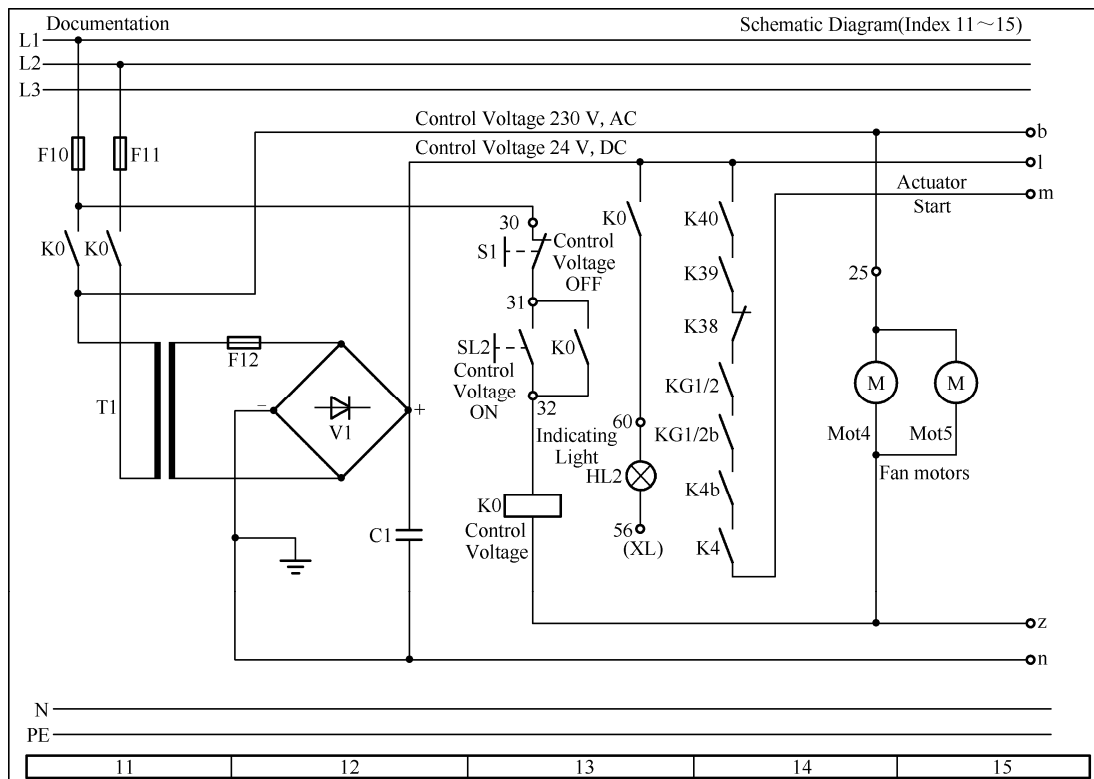 Documentation
Schematic Diagram(Index 11～15)
L1
L2
L3
Control Voltage 230 V, AC
b
F10
F11
Control Voltage 24 V, DC
l
Actuator
Start
m
K0
K0
30
S1
Control
Voltage
OFF
K0
K40
K39
25
31
K38
SL2
Control
Voltage
ON
K0
F12
T1
V1
−
+
32
KG1/2
M
M
Mot4
Mot5
Fan motors
60
KG1/2b
Indicating
Light
HL2
K4b
K0
Control
Voltage
C1
56
(XL)
K4
z
n
N
PE
11
12
13
14
15